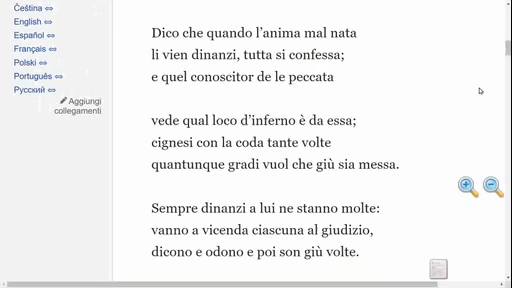 Čeština ⇔
English ⇔
Español ⇔
Français ⇔
Polski ⇔
Português ⇔
Русский ⇔
Aggiungi
collegamenti
Dico che quando l’anima mal nata
li vien dinanzi, tutta si confessa;
e quel conoscitor de le peccata
vede qual loco d’inferno è da essa;
cignesi con la coda tante volte
quantunque gradi vuol che giù sia messa.
Sempre dinanzi a lui ne stanno molte:
vanno a vicenda ciascuna al giudizio,
dicono e odono e poi son giù volte.